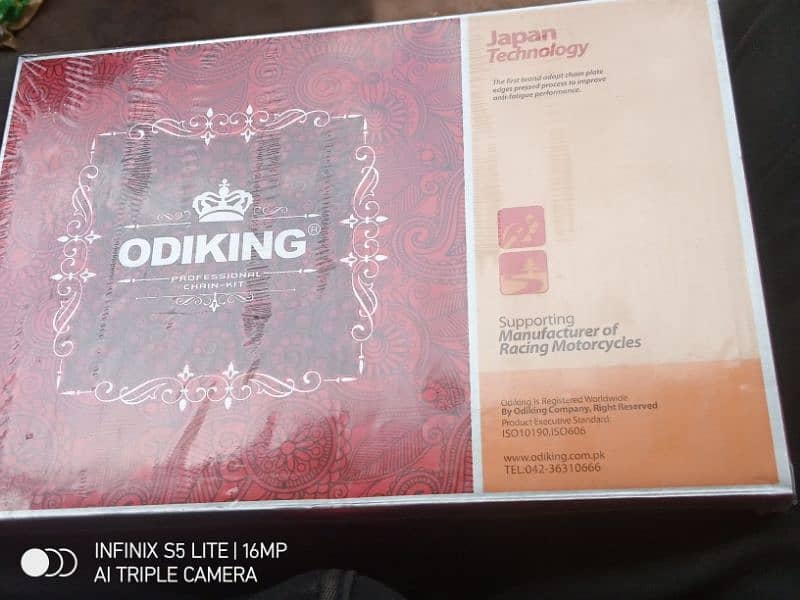 ODIKING®
PROFESSIONAL
CHAIN-KIT
Japan
Technology
The first brand adopt chain plate
edges pressed process to improve
anti-fatigue performance.
Supporting
Manufacturer of
Racing Motorcycles
Odiking is Registered Worldwide
By Odiking Company, Right Reserved
Product Executive Standard:
ISO10190,ISO606
www.odiking.com.pk
TEL:042-36310666
INFINIX S5 LITE | 16MP
AI TRIPLE CAMERA